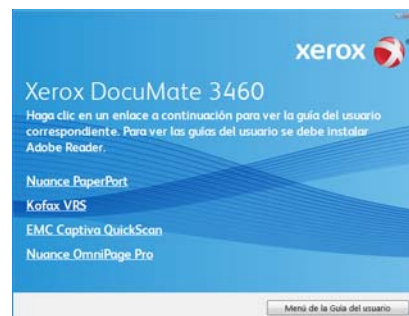 xerox
Xerox DocuMate 3460
Haga clic en un enlace a continuación para ver la guía del usuario
correspondiente. Para ver las guías del usuario se debe instalar
Adobe Reader.
Nuance PaperPort
Kofax VRS
EMC Captiva QuickScan
Nuance OmniPage Pro
Menú de la Guía del usuario